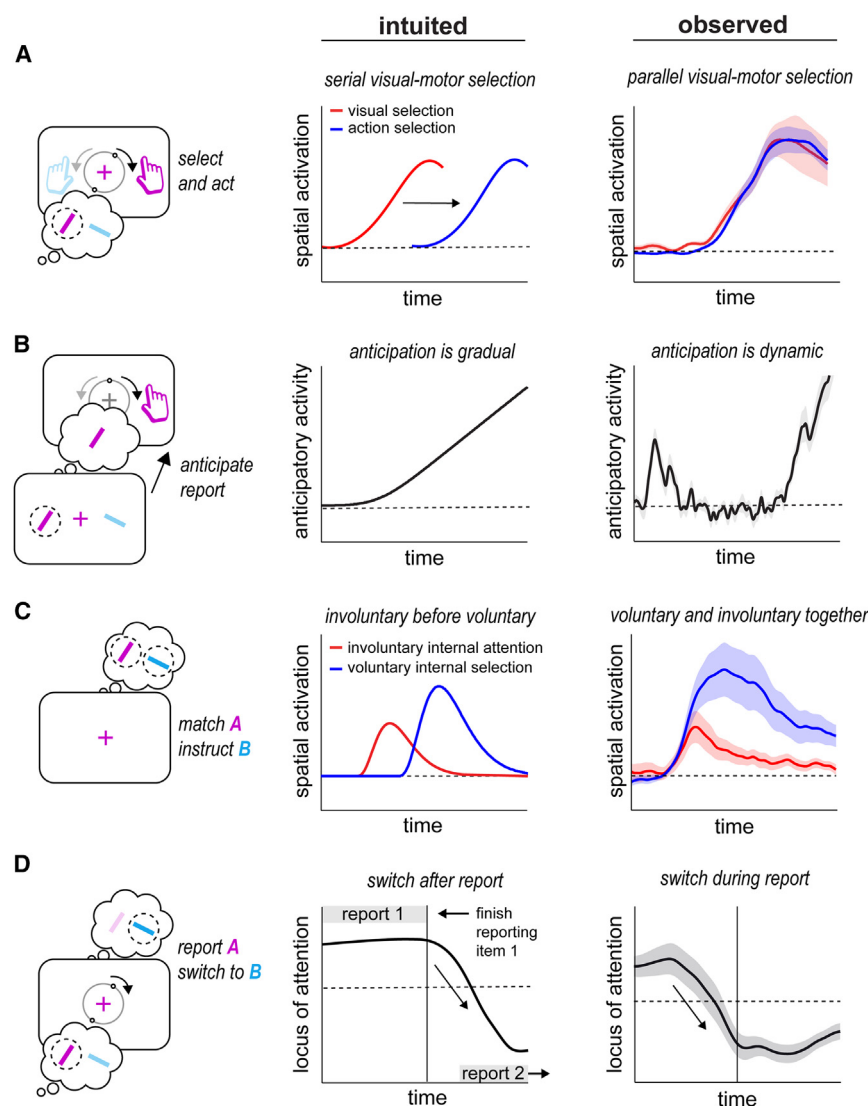 intuited
observed
A
select
and act
serial visual-motor selection
visual selection
action selection
spatial activation
time
parallel visual-motor selection
spatial activation
time
B
anticipate
report
anticipation is gradual
anticipatory activity
time
anticipation is dynamic
anticipatory activity
time
C
match A
instruct B
involuntary before voluntary
involuntary internal attention
voluntary internal selection
spatial activation
time
voluntary and involuntary together
spatial activation
time
D
report A
switch to B
switch after report
report 1
finish
reporting
item 1
report 2
locus of attention
time
switch during report
locus of attention
time